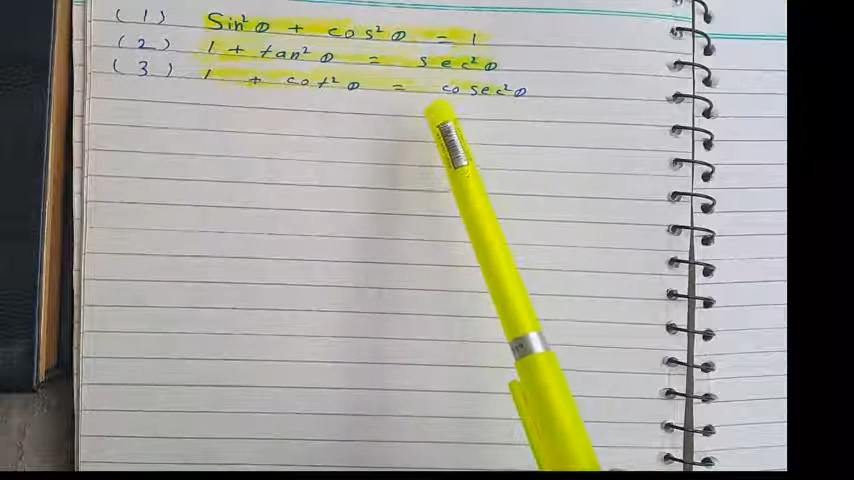 (1) Sin²θ + cos²θ = 1
(2) 1 + tan²θ = sec²θ
(3) 1 + cot²θ = cosec²θ